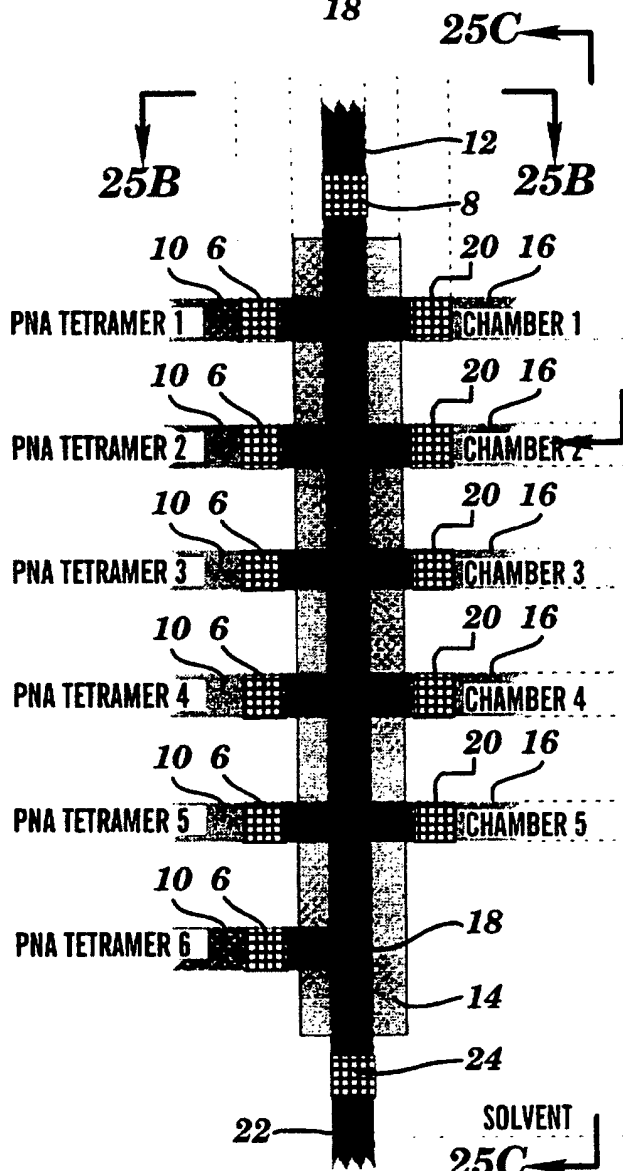 18
25C
12
25B
25B
8
10 6 20 16
PNA TETRAMER 1 CHAMBER 1
10 6 20 16
PNA TETRAMER 2 CHAMBER 2
10 6 20 16
PNA TETRAMER 3 CHAMBER 3
10 6 20 16
PNA TETRAMER 4 CHAMBER 4
10 6 20 16
PNA TETRAMER 5 CHAMBER 5
10 6
18
PNA TETRAMER 6
14
24
SOLVENT
22
25C